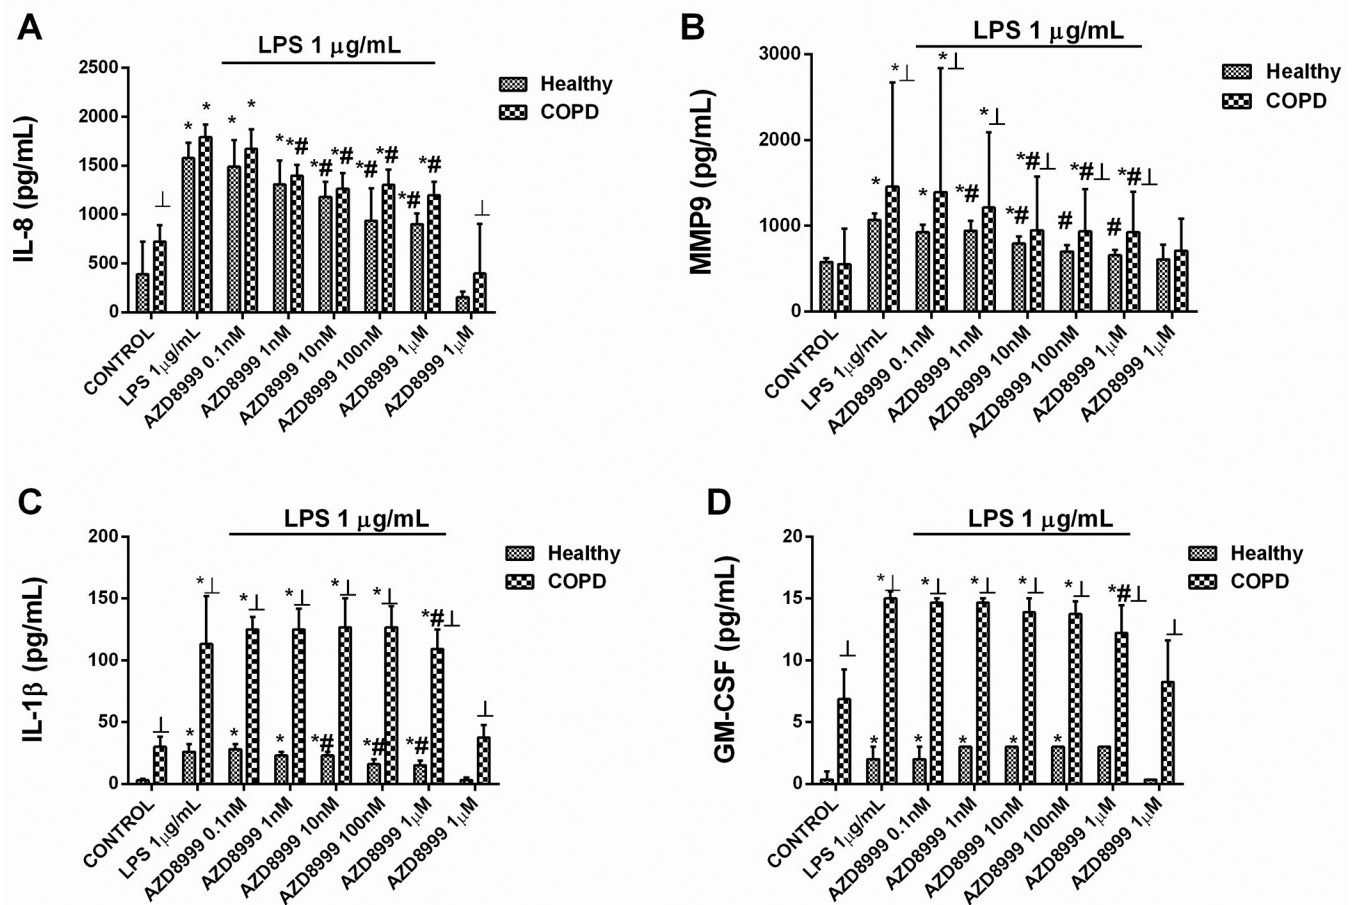 A
LPS 1 μg/mL
IL-8 (pg/mL)
2500
2000
1500
1000
500
0
Healthy
COPD
⊥
*
*
*
*
*
*#
*#
*#
*#
*#
*#
*#
⊥
CONTROL
LPS 1μg/mL
AZD8999 0.1nM
AZD8999 1nM
AZD8999 10nM
AZD8999 100nM
AZD8999 1μM
AZD8999 1μM
B
LPS 1 μg/mL
MMP9 (pg/mL)
3000
2000
1000
0
Healthy
COPD
*
*⊥
*
*⊥
*#
*⊥
*#
*#⊥
#
*#⊥
#
*#⊥
CONTROL
LPS 1μg/mL
AZD8999 0.1nM
AZD8999 1nM
AZD8999 10nM
AZD8999 100nM
AZD8999 1μM
AZD8999 1μM
C
LPS 1 μg/mL
IL-1β (pg/mL)
200
150
100
50
0
Healthy
COPD
⊥
*
*⊥
*
*⊥
*
*⊥
*#
*⊥
*#
*⊥
*#
*#⊥
⊥
CONTROL
LPS 1μg/mL
AZD8999 0.1nM
AZD8999 1nM
AZD8999 10nM
AZD8999 100nM
AZD8999 1μM
AZD8999 1μM
D
LPS 1 μg/mL
GM-CSF (pg/mL)
20
15
10
5
0
Healthy
COPD
⊥
*
*⊥
*
*⊥
*
*⊥
*
*⊥
*
*⊥
*#⊥
⊥
CONTROL
LPS 1μg/mL
AZD8999 0.1nM
AZD8999 1nM
AZD8999 10nM
AZD8999 100nM
AZD8999 1μM
AZD8999 1μM